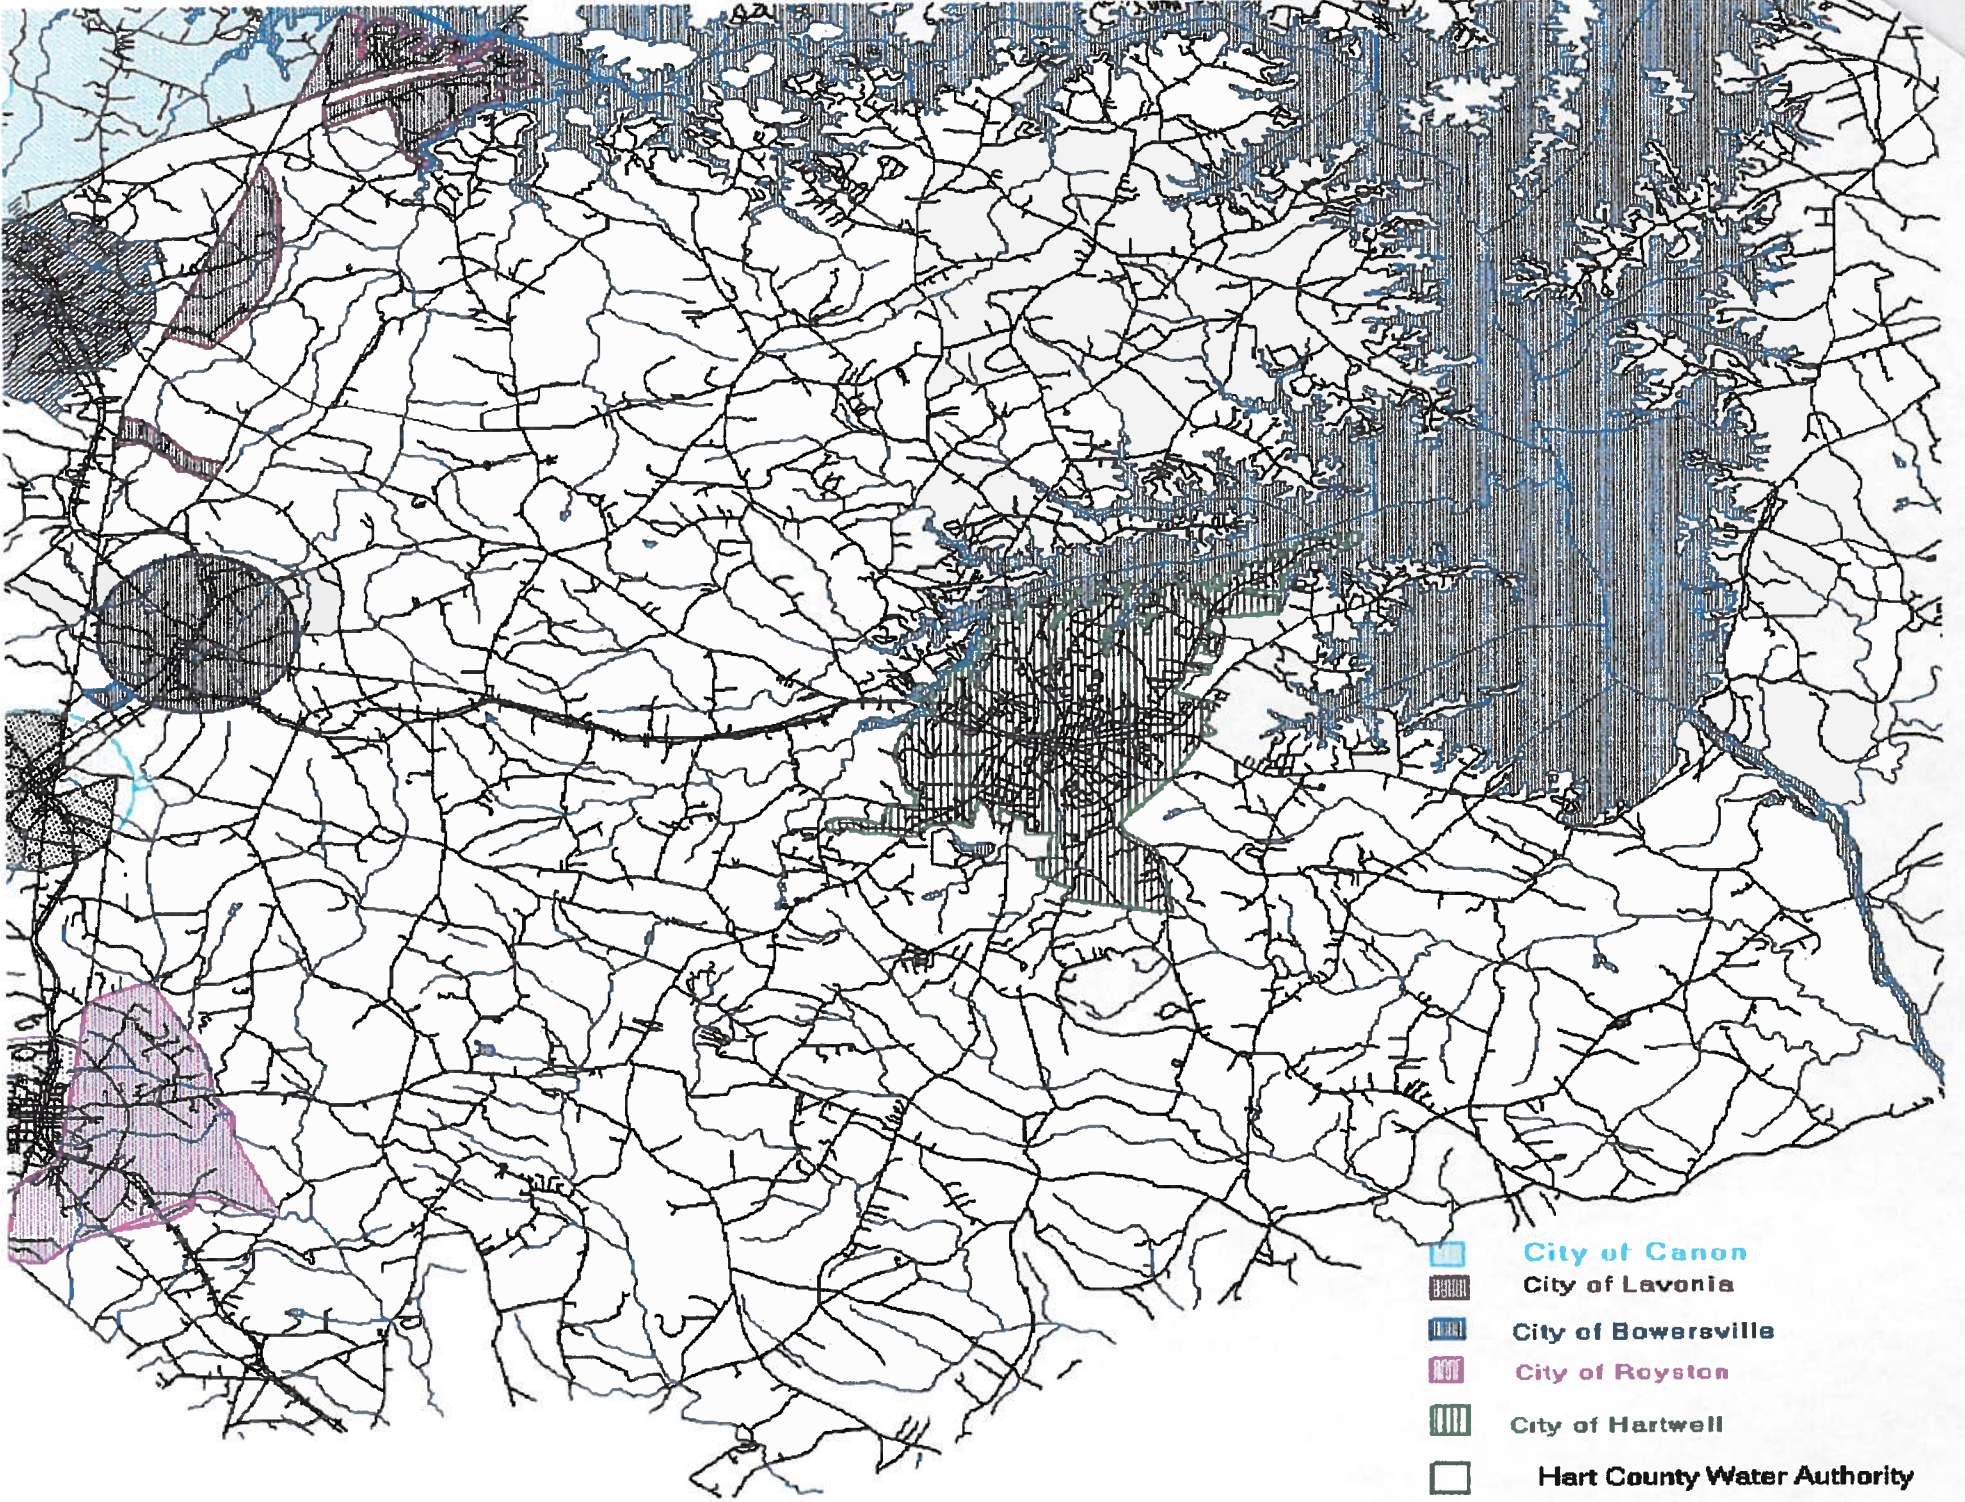 City of Canon
City of Lavonia
City of Bowersville
City of Royston
City of Hartwell
Hart County Water Authority